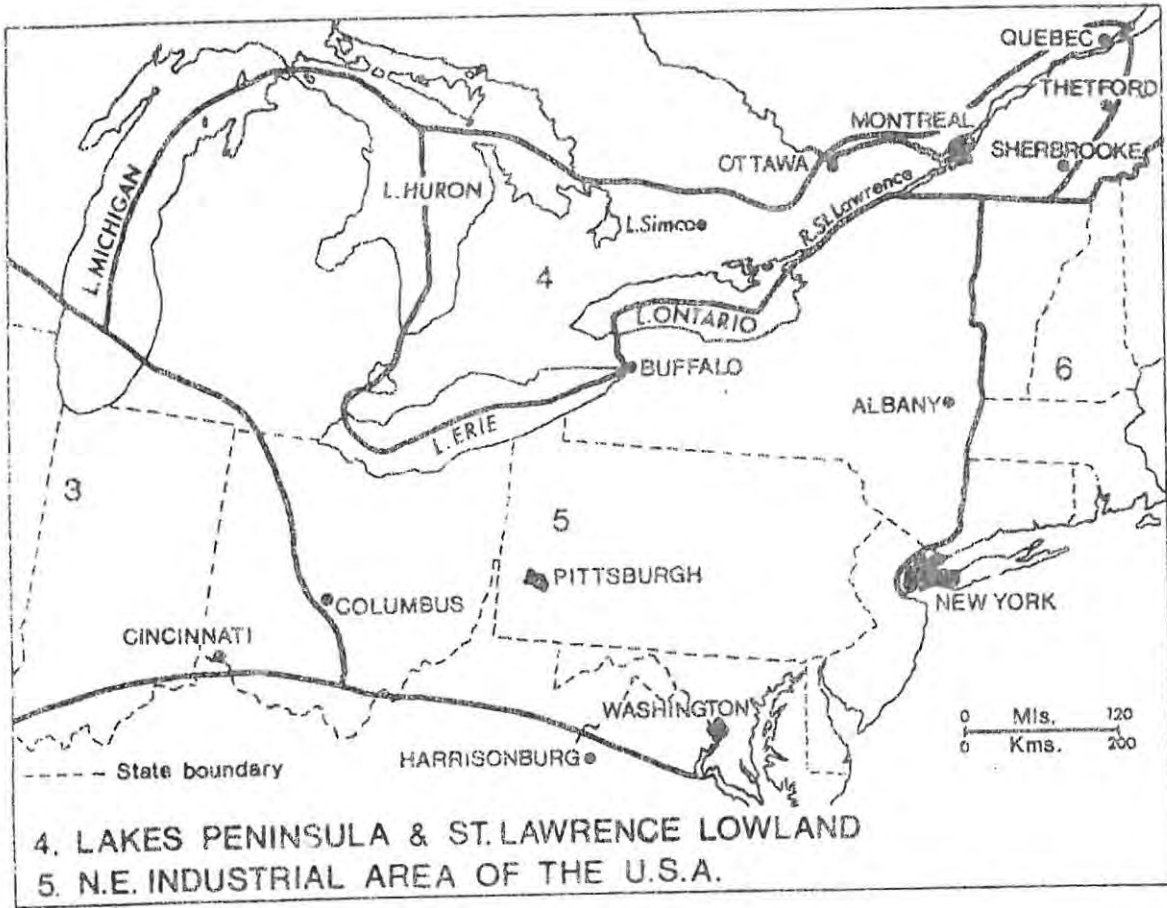 QUEBEC
THETFORD
MONTREAL
OTTAWA
SHERBROOKE
L. MICHIGAN
L. HURON
L. Simcoe
R. St. Lawrence
4
L. ONTARIO
BUFFALO
6
ALBANY
L. ERIE
3
5
PITTSBURGH
NEW YORK
COLUMBUS
CINCINNATI
WASHINGTON
0 Mls. 120
0 Kms. 200
HARRISONBURG
State boundary
4. LAKES PENINSULA & ST. LAWRENCE LOWLAND
5. N.E. INDUSTRIAL AREA OF THE U.S.A.